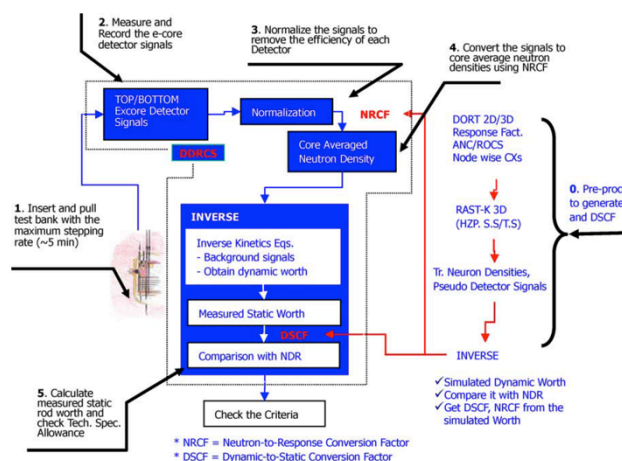 2. Measure and
Record the e-core
detector signals
3. Normalize the signals to
remove the efficiency of each
Detector
4. Convert the signals to
core average neutron
densities using NRCF
TOP/BOTTOM
Excore Detector
Signals
Normalization
NRCF
DDRCS
Core Averaged
Neutron Density
DORT 2D/3D
Response Fact.
ANC/ROCS
Node wise CXs
0. Pre-proc
to generate
and DSCF
1. Insert and pull
test bank with the
maximum stepping
rate (~5 min)
INVERSE
Inverse Kinetics Eqs.
- Background signals
- Obtain dynamic worth
RAST-K 3D
(HZP. S.S/T.S)
Tr. Neuron Densities,
Pseudo Detector Signals
Measured Static Worth
DSCF
Comparison with NDR
INVERSE
5. Calculate
measured static
rod worth and
check Tech. Spec.
Allowance
✓Simulated Dynamic Worth
✓Compare it with NDR
✓Get DSCF, NRCF from the
simulated Worth
Check the Criteria
* NRCF = Neutron-to-Response Conversion Factor
* DSCF = Dynamic-to-Static Conversion Factor